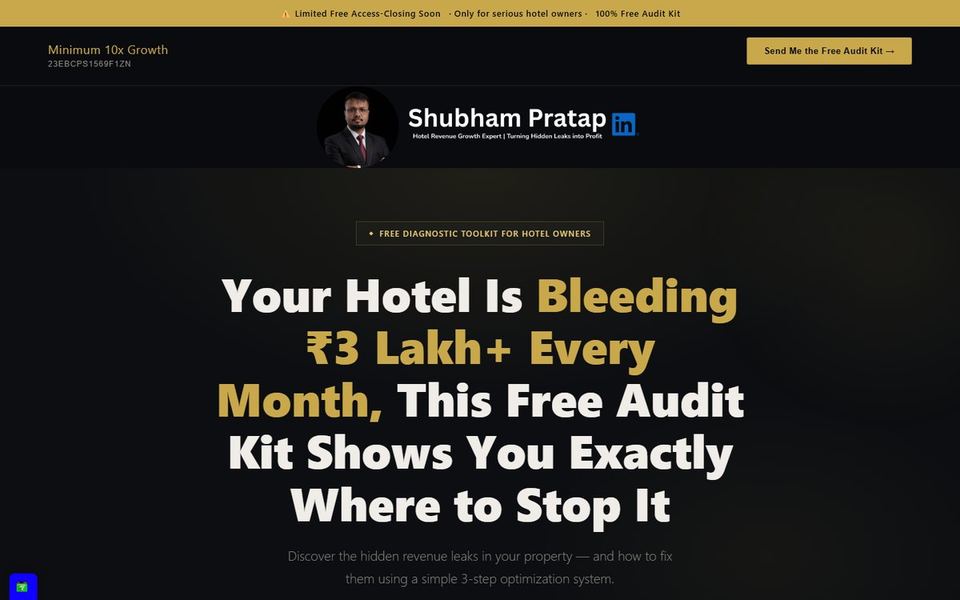 ⚠ Limited Free Access-Closing Soon · Only for serious hotel owners · 100% Free Audit Kit
Minimum 10x Growth
23EBCPS1569F1ZN
Send Me the Free Audit Kit →
Shubham Pratap
in
Hotel Revenue Growth Expert | Turning Hidden Leaks into Profit
✦ FREE DIAGNOSTIC TOOLKIT FOR HOTEL OWNERS
Your Hotel Is Bleeding
₹3 Lakh+ Every
Month, This Free Audit
Kit Shows You Exactly
Where to Stop It
Discover the hidden revenue leaks in your property — and how to fix
them using a simple 3-step optimization system.